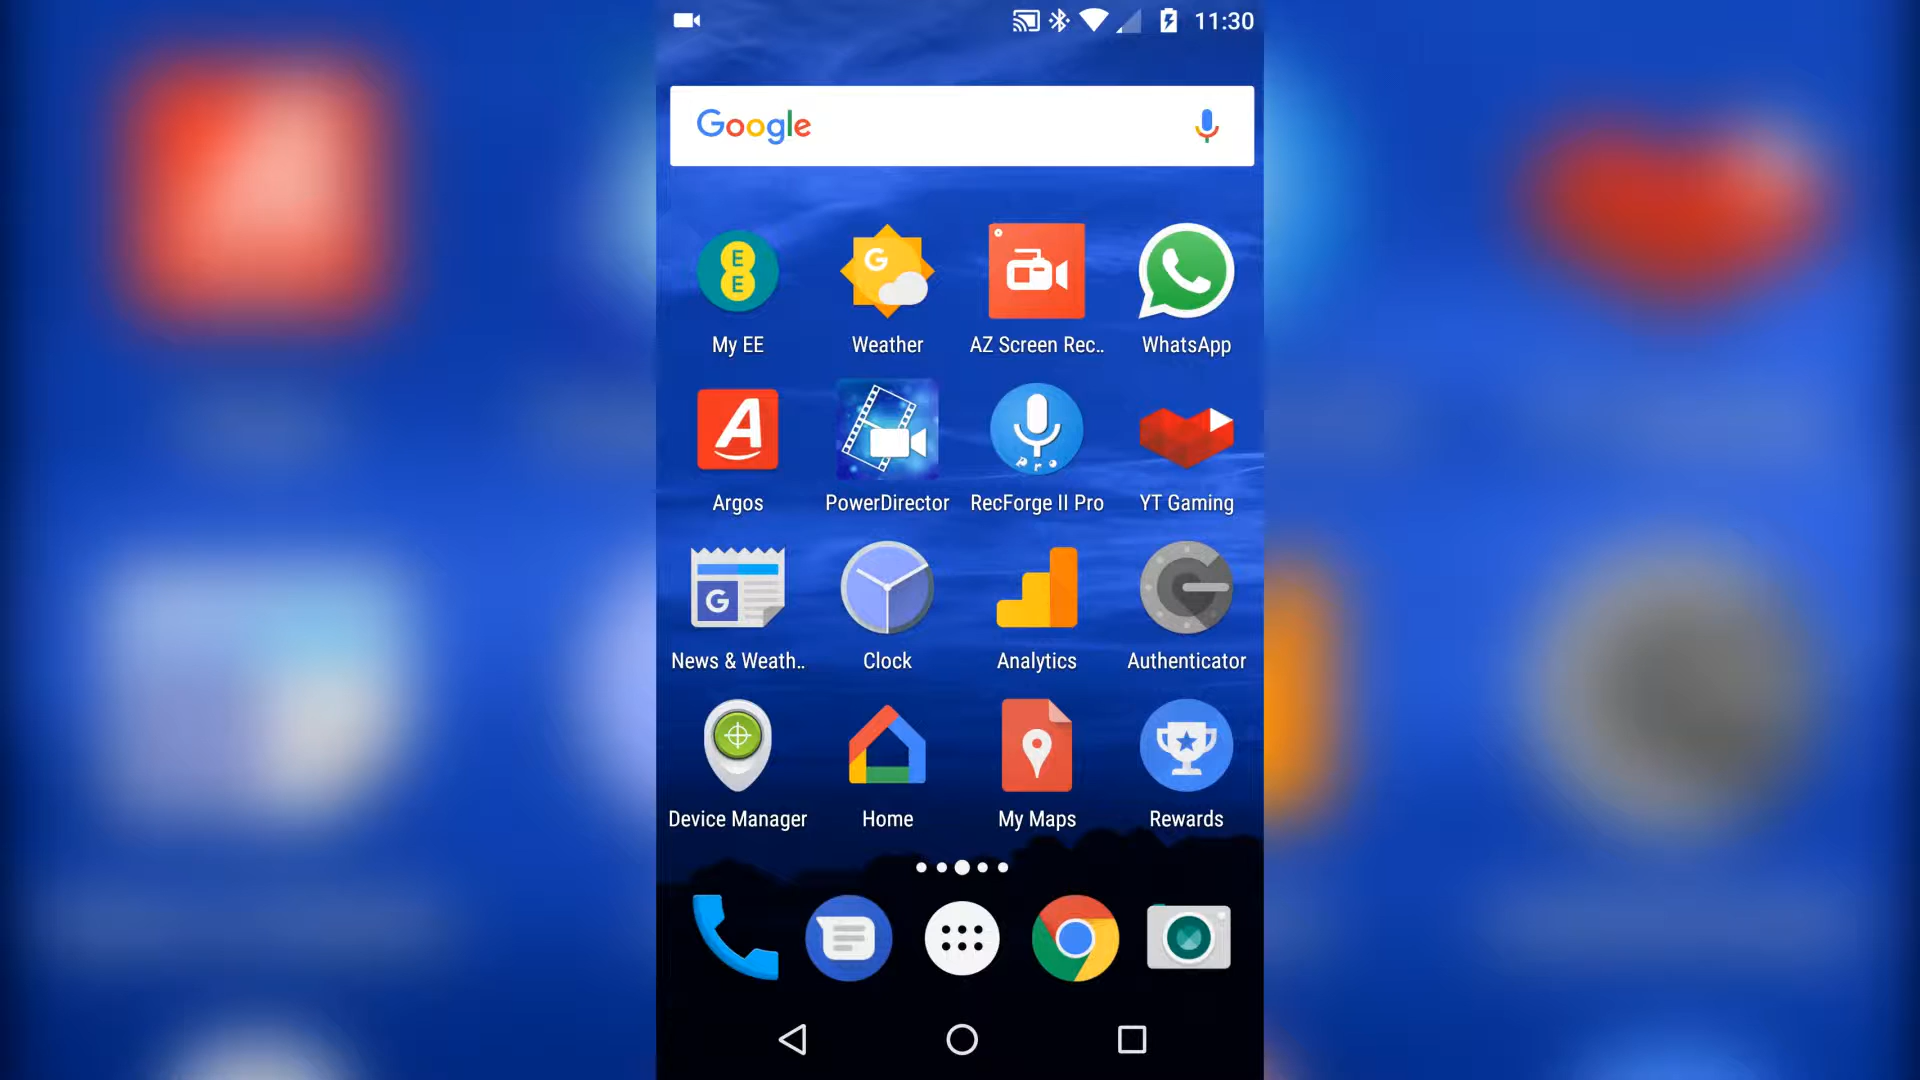 11:30
Google
E
E
G
My EE
Weather
AZ Screen Rec..
WhatsApp
A
Pro
Argos
PowerDirector
RecForge II Pro
YT Gaming
G
News & Weath..
Clock
Analytics
Authenticator
Device Manager
Home
My Maps
Rewards